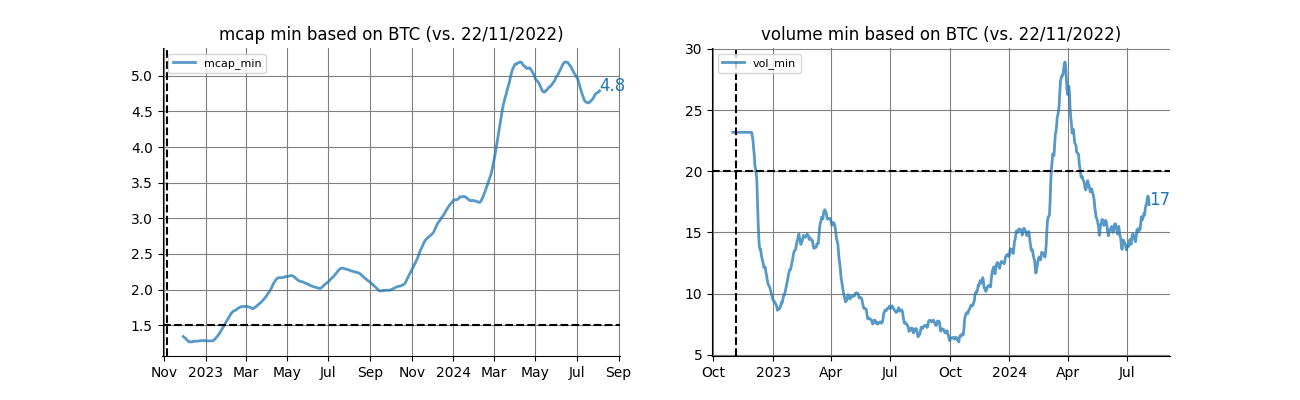 mcap min based on BTC (vs. 22/11/2022)
mcap_min
5.0
4.5
4.0
3.5
3.0
2.5
2.0
1.5
4.8
Nov 2023 Mar May Jul Sep Nov 2024 Mar May Jul Sep
volume min based on BTC (vs. 22/11/2022)
vol_min
30
25
20
15
10
5
17
Oct 2023 Apr Jul Oct 2024 Apr Jul